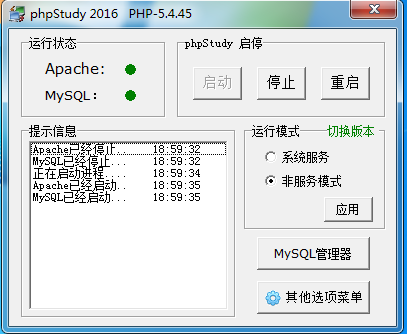 phpStudy 2016 PHP-5.4.45
运行状态
Apache:
MySQL:
phpStudy 启停
启动 停止 重启
提示信息
Apache已经停止... 18:59:32
MySQL已经停止... 18:59:32
正在启动进程.... 18:59:34
Apache已经启动.. 18:59:35
MySQL已经启动... 18:59:35
运行模式 切换版本
系统服务
非服务模式
应用
MySQL管理器
其他选项菜单